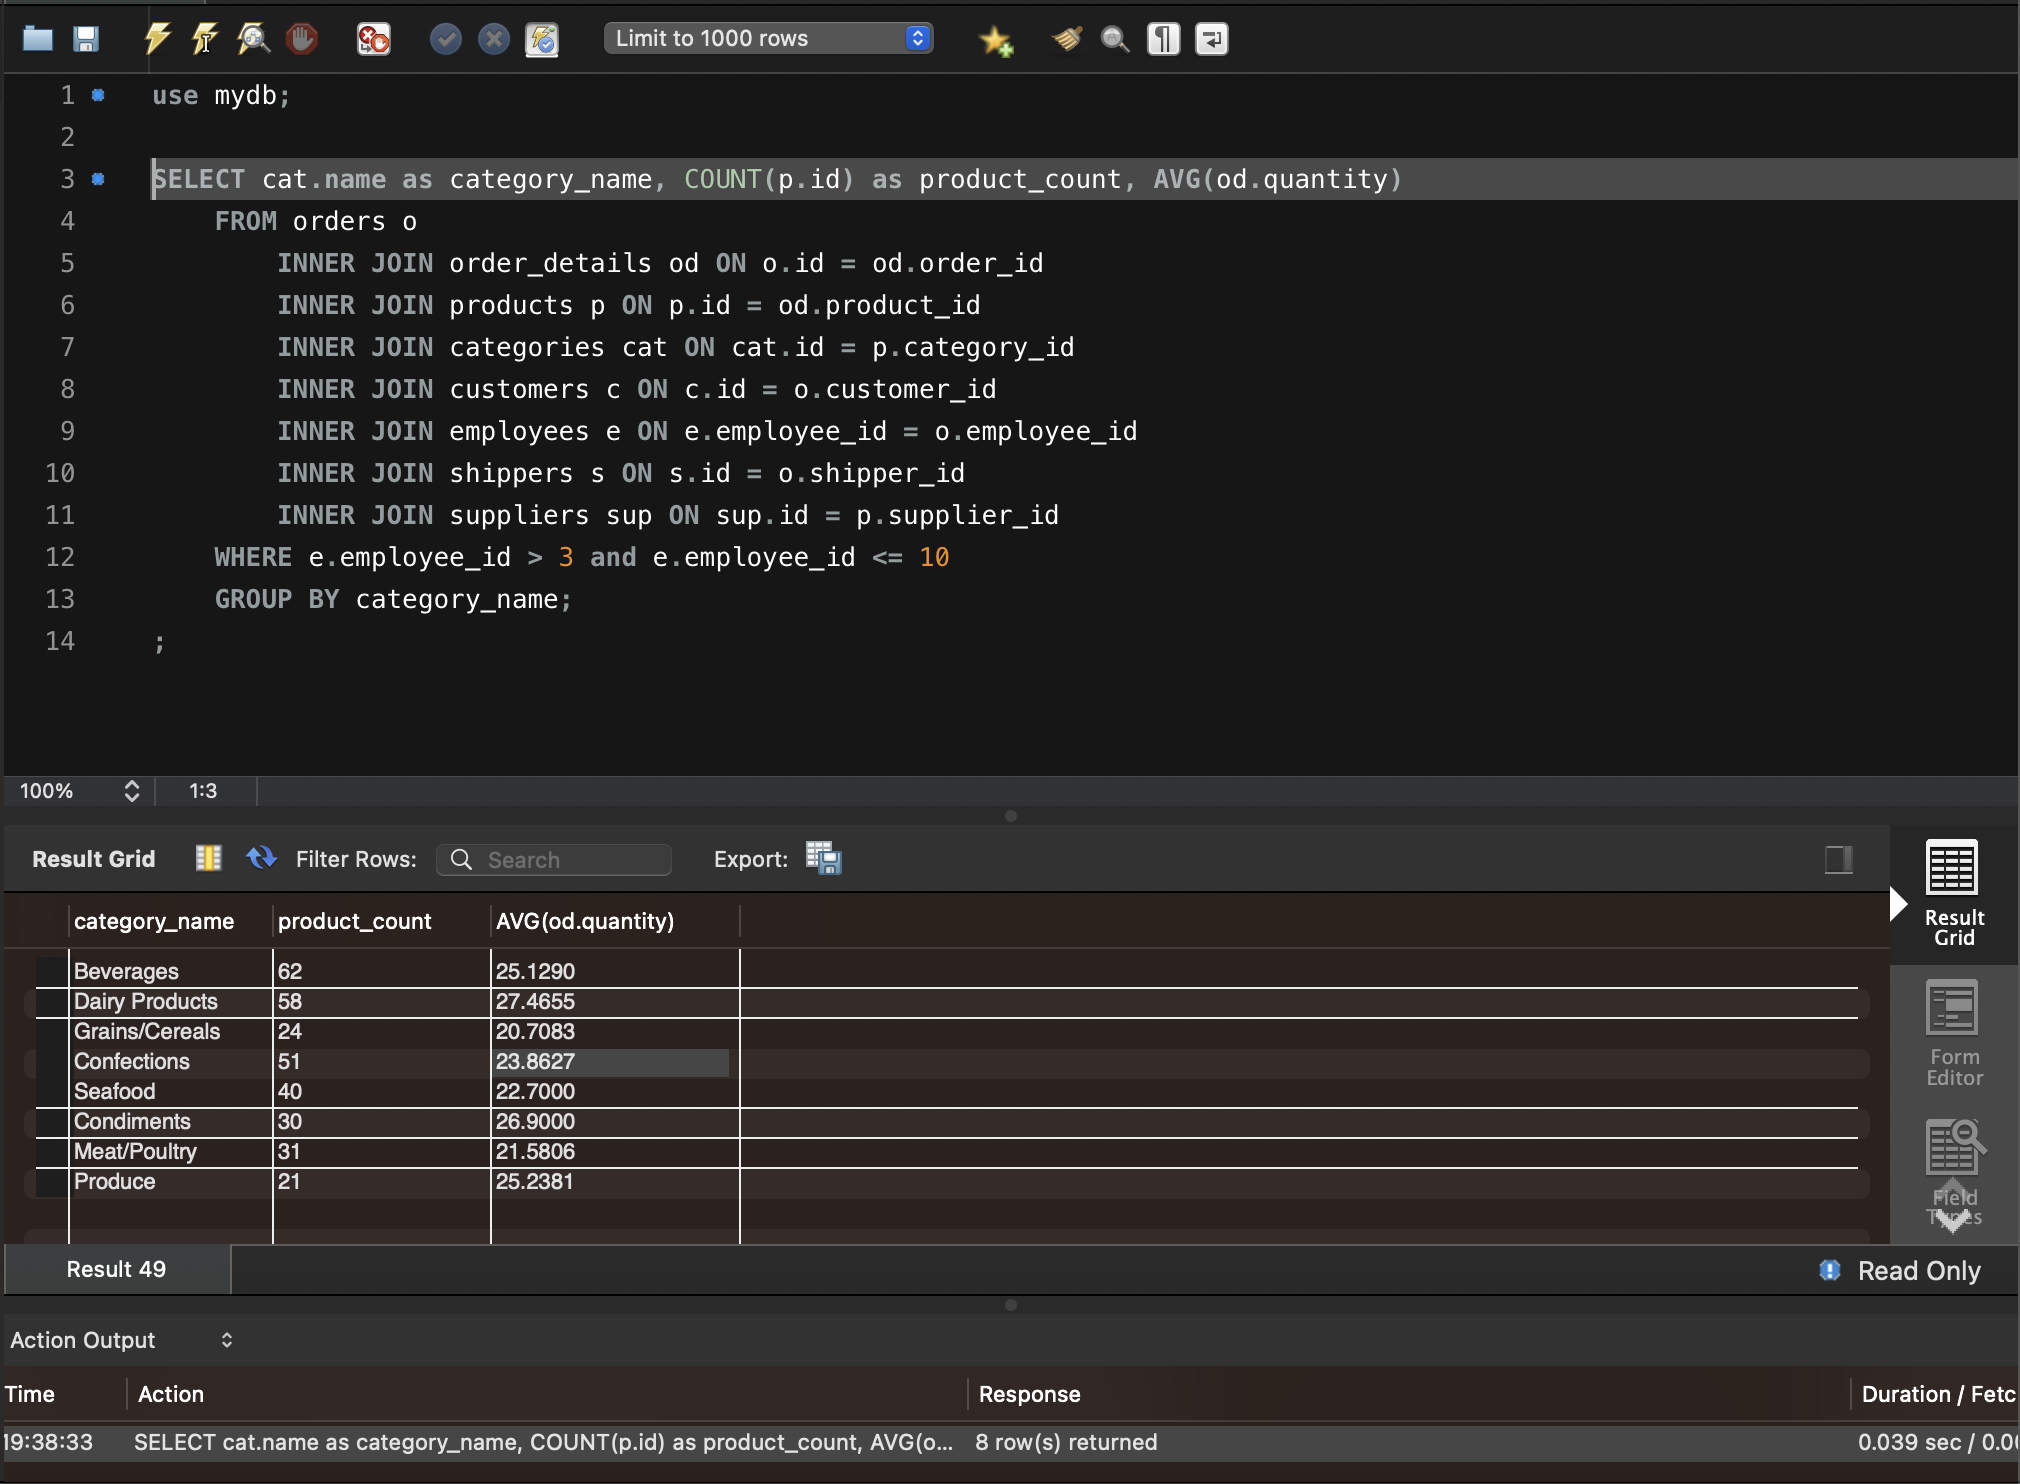 Limit to 1000 rows
1 use mydb;
2
3 SELECT cat.name as category_name, COUNT(p.id) as product_count, AVG(od.quantity)
4 FROM orders o
5 INNER JOIN order_details od ON o.id = od.order_id
6 INNER JOIN products p ON p.id = od.product_id
7 INNER JOIN categories cat ON cat.id = p.category_id
8 INNER JOIN customers c ON c.id = o.customer_id
9 INNER JOIN employees e ON e.employee_id = o.employee_id
10 INNER JOIN shippers s ON s.id = o.shipper_id
11 INNER JOIN suppliers sup ON sup.id = p.supplier_id
12 WHERE e.employee_id > 3 and e.employee_id <= 10
13 GROUP BY category_name;
14 ;
100% 1:3
Result Grid Filter Rows: Search Export:
category_name product_count AVG(od.quantity)
Beverages 62 25.1290
Dairy Products 58 27.4655
Grains/Cereals 24 20.7083
Confections 51 23.8627
Seafood 40 22.7000
Condiments 30 26.9000
Meat/Poultry 31 21.5806
Produce 21 25.2381
Result
Grid
Form
Editor
Field
Types
Result 49 Read Only
Action Output
Time Action Response Duration / Fetc
19:38:33 SELECT cat.name as category_name, COUNT(p.id) as product_count, AVG(o... 8 row(s) returned 0.039 sec / 0.0